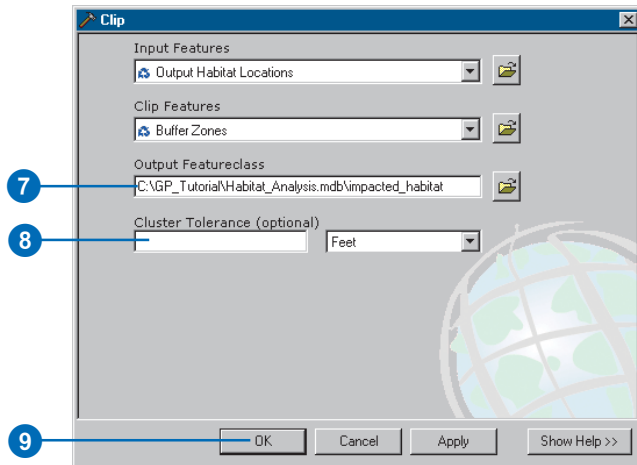 Clip
Input Features
Output Habitat Locations
Clip Features
Buffer Zones
Output Featureclass
7
C:\GP_Tutorial\Habitat_Analysis.mdb\impacted_habitat
Cluster Tolerance (optional)
8
Feet
9
OK
Cancel
Apply
Show Help >>